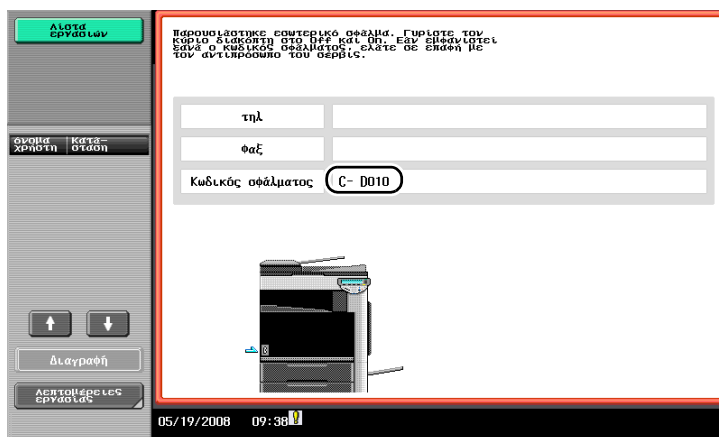 Λίστα
εργασιών
Παρουσιάστηκε εσωτερικό σφάλμα. Γυρίστε τον
κύριο διακόπτη στο Off και On. Εάν εμφανιστεί
ξανά ο κωδικός σφάλματος, ελάτε σε επαφή με
τον αντιπρόσωπο του σέρβις.
τηλ
όνομα Κατά-
χρήστη σταση
Φαξ
Κωδικός σφάλματος C- D010
Διαγραφή
Λεπτομέρειες
εργασίας
05/19/2008 09:38